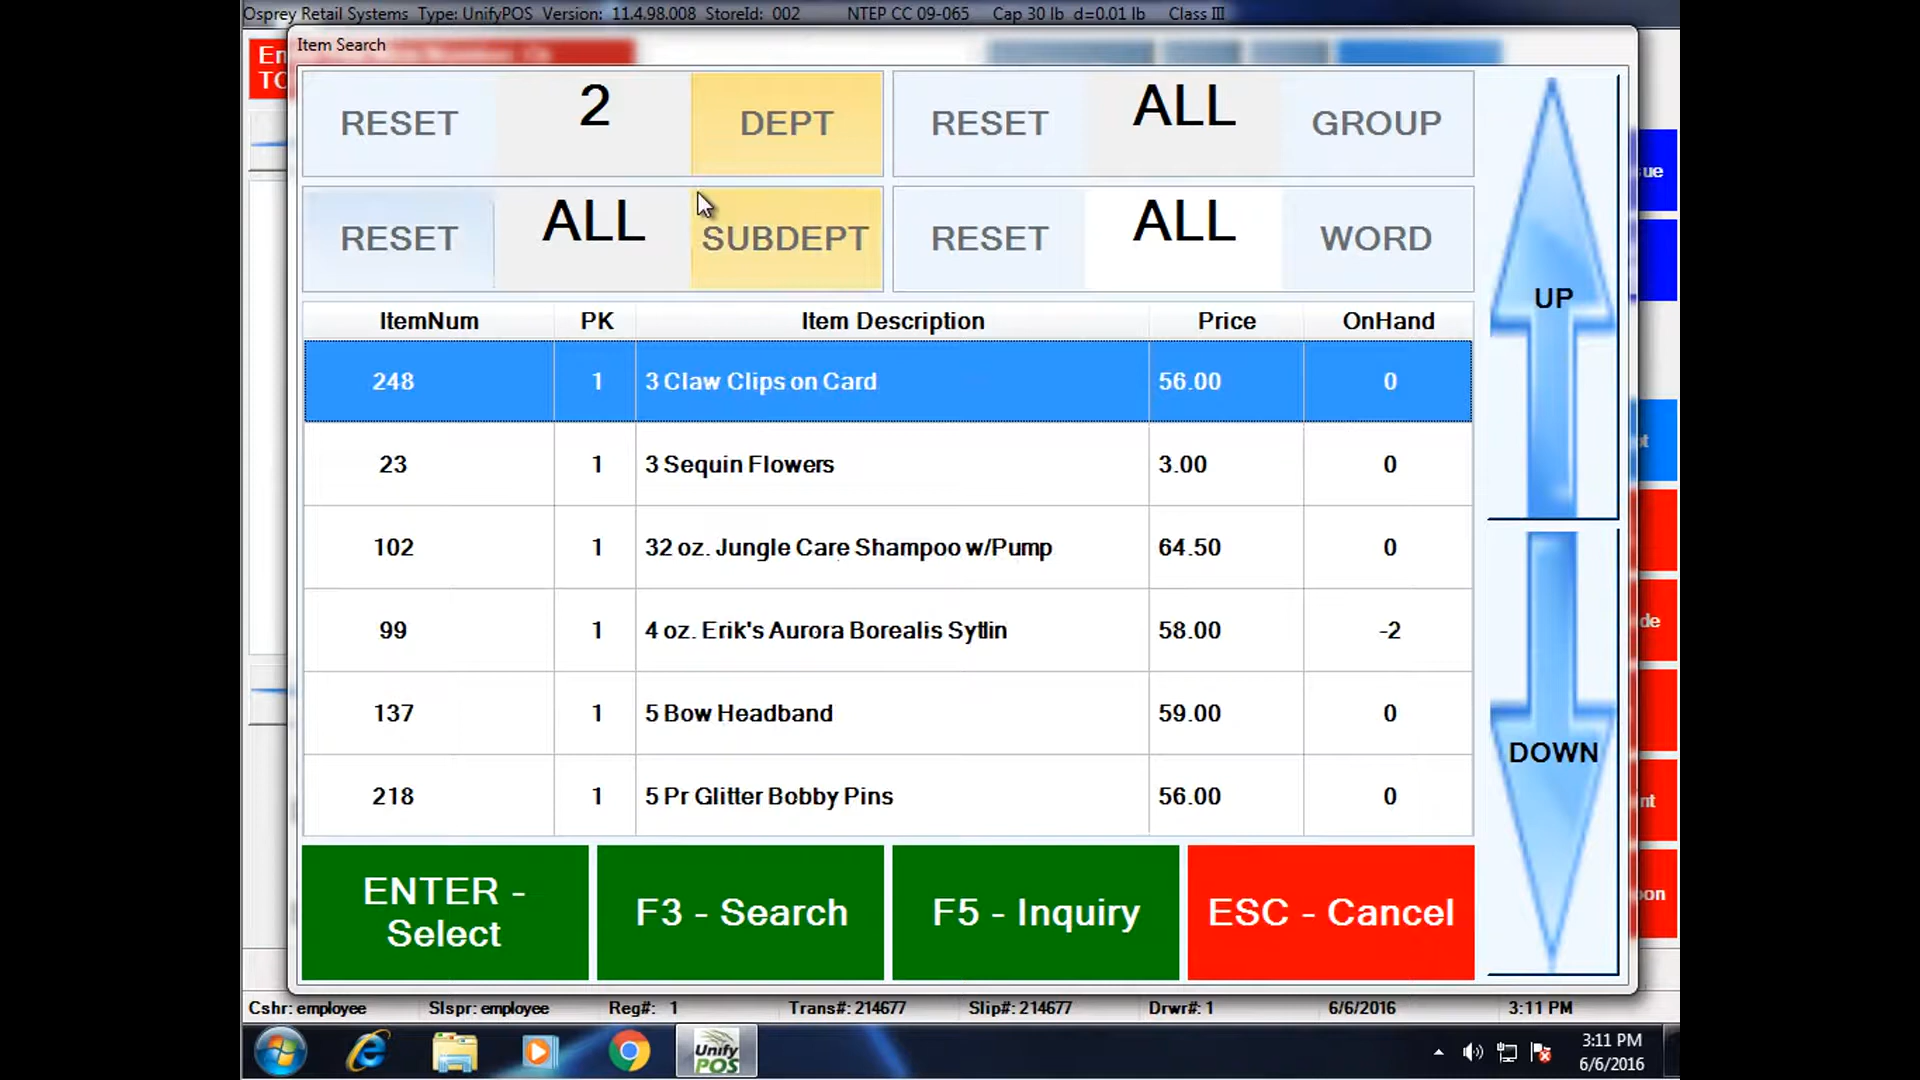 Osprey Retail Systems Type: UnifyPOS Version: 11.4.98.008 StoreId: 002 NTEP CC 09-065 Cap 30 lb d=0.01 lb Class III
Item Search
RESET 2 DEPT RESET ALL GROUP
RESET ALL SUBDEPT RESET ALL WORD
UP
ItemNum PK Item Description Price OnHand
248 1 3 Claw Clips on Card 56.00 0
23 1 3 Sequin Flowers 3.00 0
102 1 32 oz. Jungle Care Shampoo w/Pump 64.50 0
99 1 4 oz. Erik's Aurora Borealis Sytlin 58.00 -2
137 1 5 Bow Headband 59.00 0
DOWN
218 1 5 Pr Glitter Bobby Pins 56.00 0
ENTER -
Select
F3 - Search F5 - Inquiry ESC - Cancel
Cshr: employee Slspr: employee Reg#: 1 Trans#: 214677 Slip#: 214677 Drwr#: 1 6/6/2016 3:11 PM
Unify
POS
3:11 PM
6/6/2016